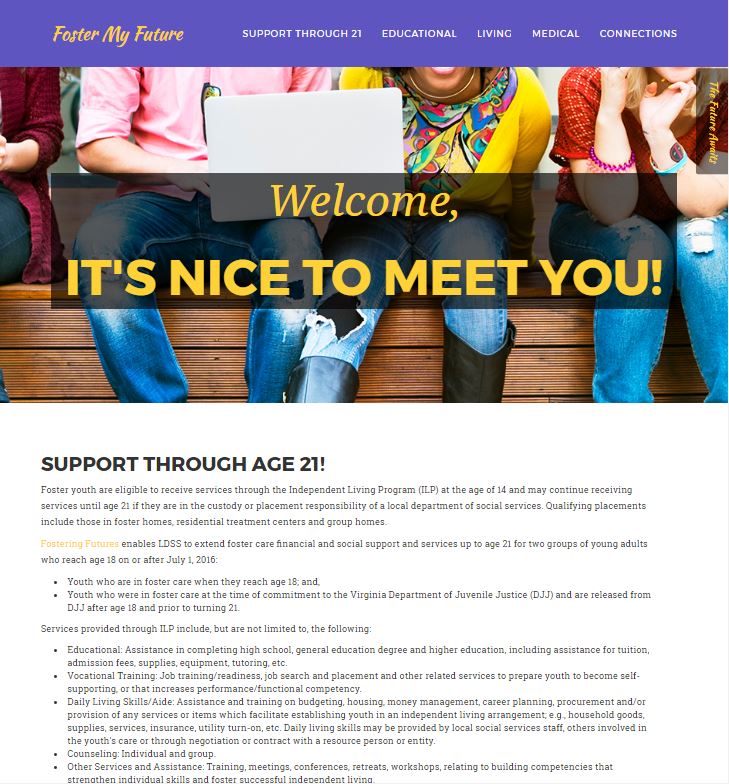 Foster My Future
SUPPORT THROUGH 21 EDUCATIONAL LIVING MEDICAL CONNECTIONS
The Future Awaits
Welcome,
IT'S NICE TO MEET YOU!
SUPPORT THROUGH AGE 21!
Foster youth are eligible to receive services through the Independent Living Program (ILP) at the age of 14 and may continue receiving
services until age 21 if they are in the custody or placement responsibility of a local department of social services. Qualifying placements
include those in foster homes, residential treatment centers and group homes.
Fostering Futures enables LDSS to extend foster care financial and social support and services up to age 21 for two groups of young adults
who reach age 18 on or after July 1, 2016:
• Youth who are in foster care when they reach age 18; and,
• Youth who were in foster care at the time of commitment to the Virginia Department of Juvenile Justice (DJJ) and are released from
DJJ after age 18 and prior to turning 21.
Services provided through ILP include, but are not limited to, the following:
• Educational: Assistance in completing high school, general education degree and higher education, including assistance for tuition,
admission fees, supplies, equipment, tutoring, etc.
• Vocational Training: Job training/readiness, job search and placement and other related services to prepare youth to become self-
supporting, or that increases performance/functional competency.
• Daily Living Skills/Aide: Assistance and training on budgeting, housing, money management, career planning, procurement and/or
provision of any services or items which facilitate establishing youth in an independent living arrangement; e.g., household goods,
supplies, services, insurance, utility turn-on, etc. Daily living skills may be provided by local social services staff, others involved in
the youth's care or through negotiation or contract with a resource person or entity.
• Counseling: Individual and group.
• Other Services and Assistance: Training, meetings, conferences, retreats, workshops, relating to building competencies that
strengthen individual skills and foster successful independent living.